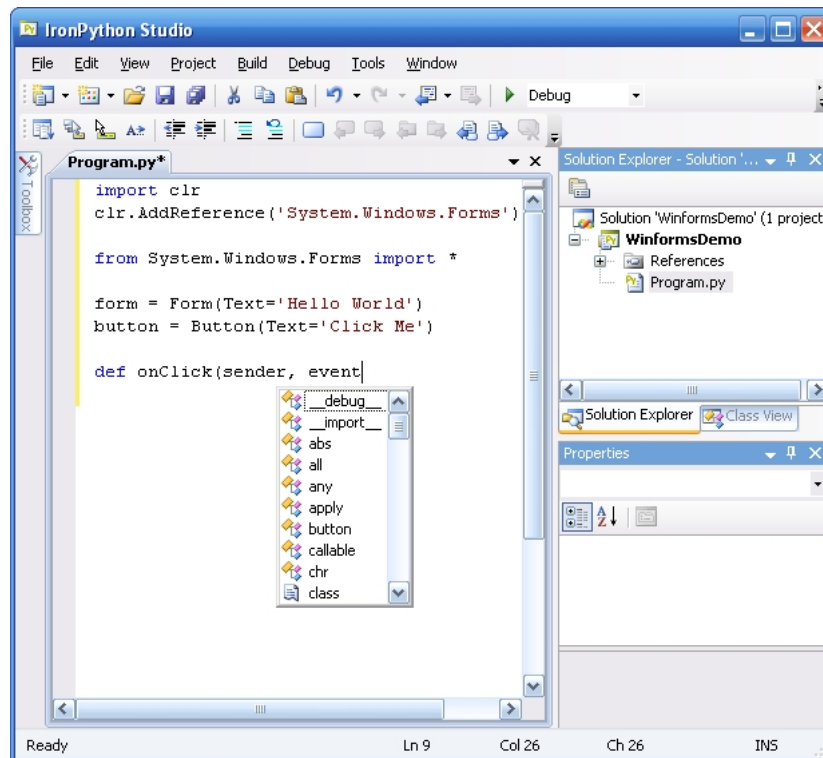 IronPython Studio
File Edit View Project Build Debug Tools Window
Debug
Toolbox
Program.py*
import clr
clr.AddReference('System.Windows.Forms')
from System.Windows.Forms import *
form = Form(Text='Hello World')
button = Button(Text='Click Me')
def onClick(sender, event
__debug__
__import__
abs
all
any
apply
button
callable
chr
class
Solution Explorer - Solution '...
Solution 'WinformsDemo' (1 project
WinformsDemo
References
Program.py
Solution Explorer Class View
Properties
Ready Ln 9 Col 26 Ch 26 INS